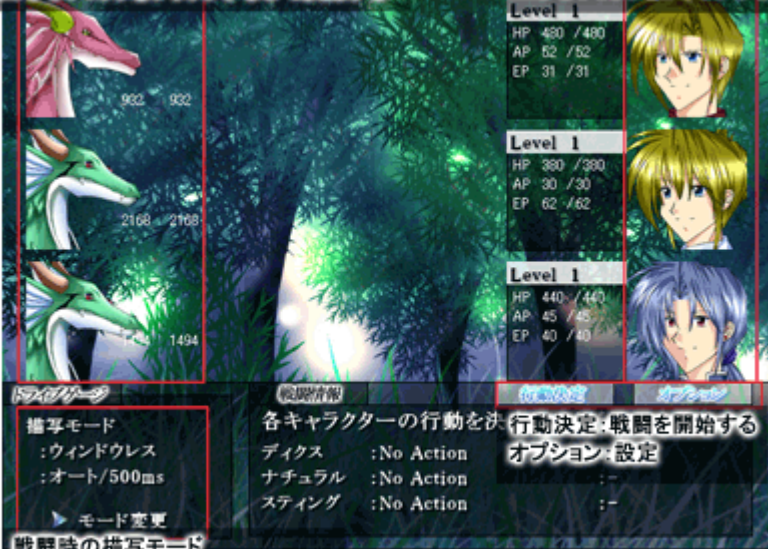 Level 1
HP 480 /480
AP 52 /52
EP 31 /31
932 932
Level 1
HP 380 /380
AP 30 /30
EP 62 /62
2168 2168
Level 1
HP 440 /440
AP 45 /45
EP 40 /40
1494
ドライブゲージ
戦闘情報
行動決定
オプション
描写モード
:ウィンドウレス
:オート/500ms
モード変更
戦闘時の描写モード
各キャラクターの行動を決
ディクス :No Action
ナチュラル :No Action :-
スティング :No Action :-
行動決定:戦闘を開始する
オプション:設定